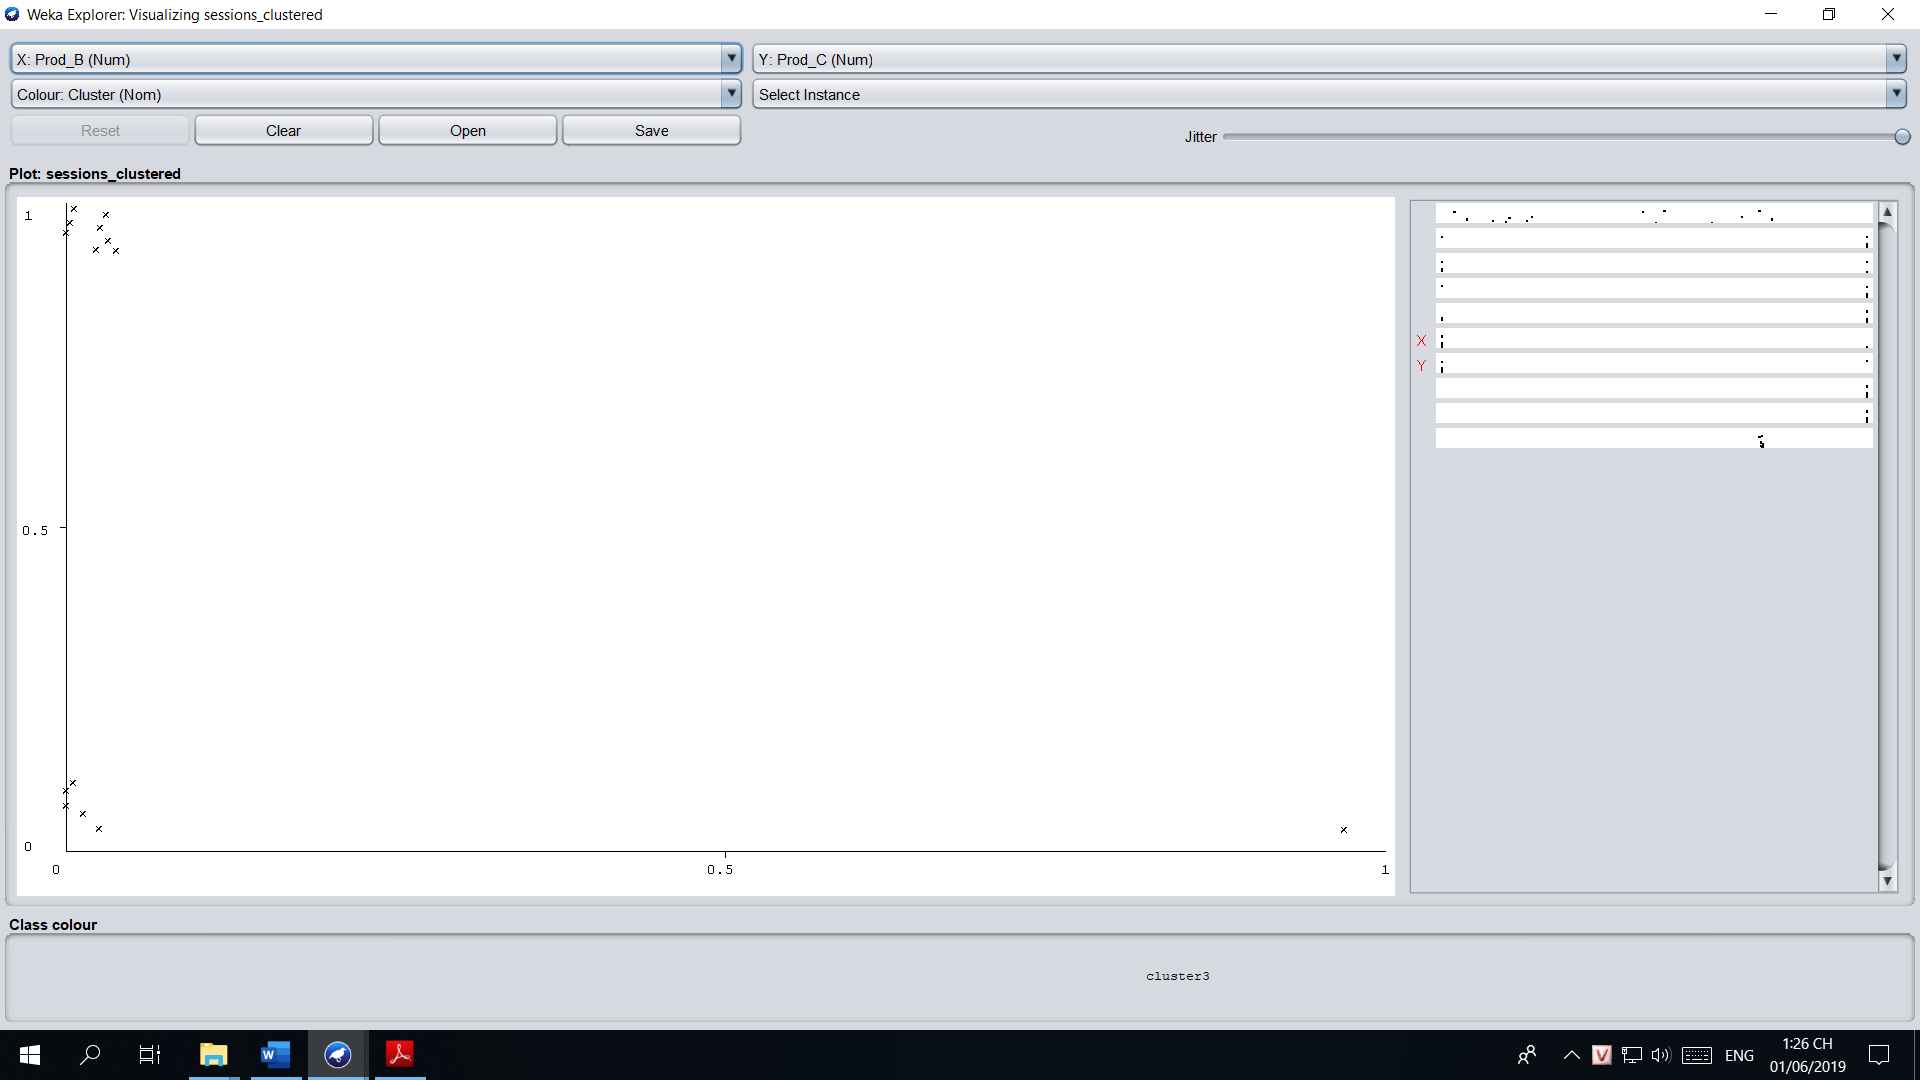 Weka Explorer: Visualizing sessions_clustered
X: Prod_B (Num)
Y: Prod_C (Num)
Colour: Cluster (Nom)
Select Instance
Reset
Clear
Open
Save
Jitter
Plot: sessions_clustered
1
0.5
0
0
0.5
1
X
Y
Class colour
cluster3
W
V
ENG
1:26 CH
01/06/2019